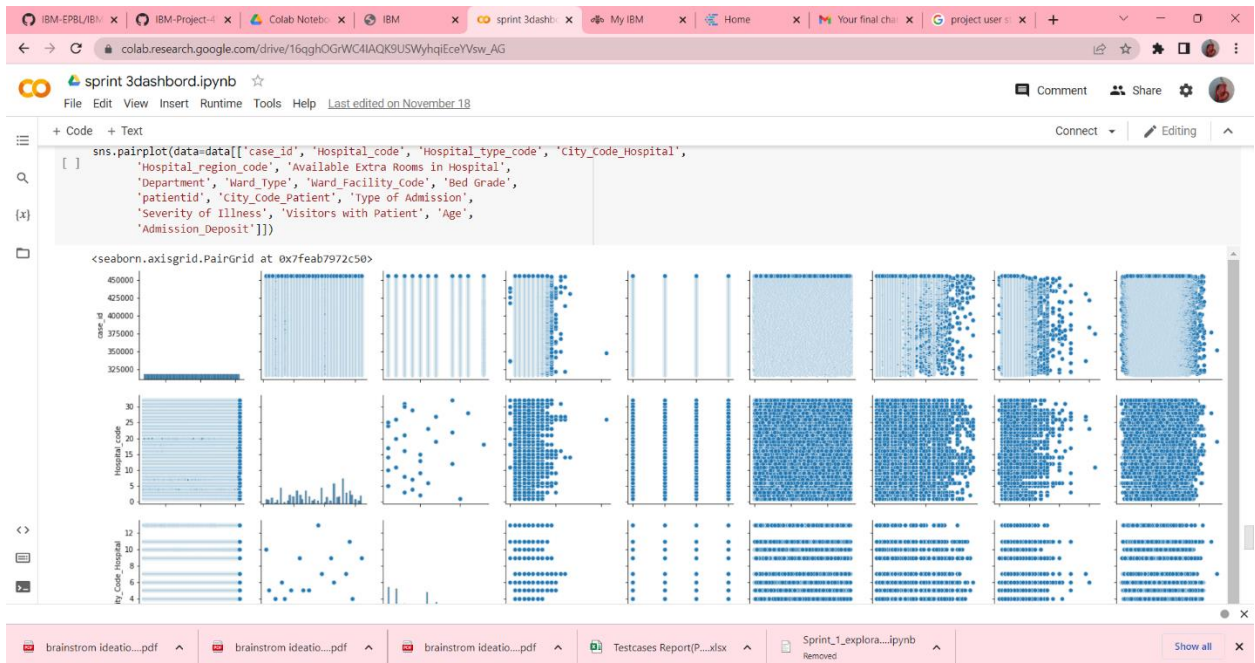 IBM-EPBL/IBM
IBM-Project-4
Colab Notebo
IBM
sprint 3dashb
My IBM
Home
Your final cha
project user s
colab.research.google.com/drive/16qghOGrWC4IAQK9USWyhqiEceYVsw_AG
sprint 3dashbord.ipynb
File Edit View Insert Runtime Tools Help Last edited on November 18
Comment Share
+ Code + Text
Connect Editing
sns.pairplot(data=data[['case_id', 'Hospital_code', 'Hospital_type_code', 'City_Code_Hospital',
[ ] 'Hospital_region_code', 'Available Extra Rooms in Hospital',
'Department', 'Ward_Type', 'Ward_Facility_Code', 'Bed Grade',
'patientid', 'City_Code_Patient', 'Type of Admission',
'Severity of Illness', 'Visitors with Patient', 'Age',
'Admission_Deposit']])
<seaborn.axisgrid.PairGrid at 0x7feab7972c50>
450000
425000
400000
375000
350000
325000
case_id
30
25
20
15
10
5
0
Hospital_code
12
10
8
6
4
ity_Code_Hospital
brainstrom ideatio....pdf
brainstrom ideatio....pdf
brainstrom ideatio....pdf
Testcases Report(P....xlsx
Sprint_1_explora....ipynb
Removed
Show all